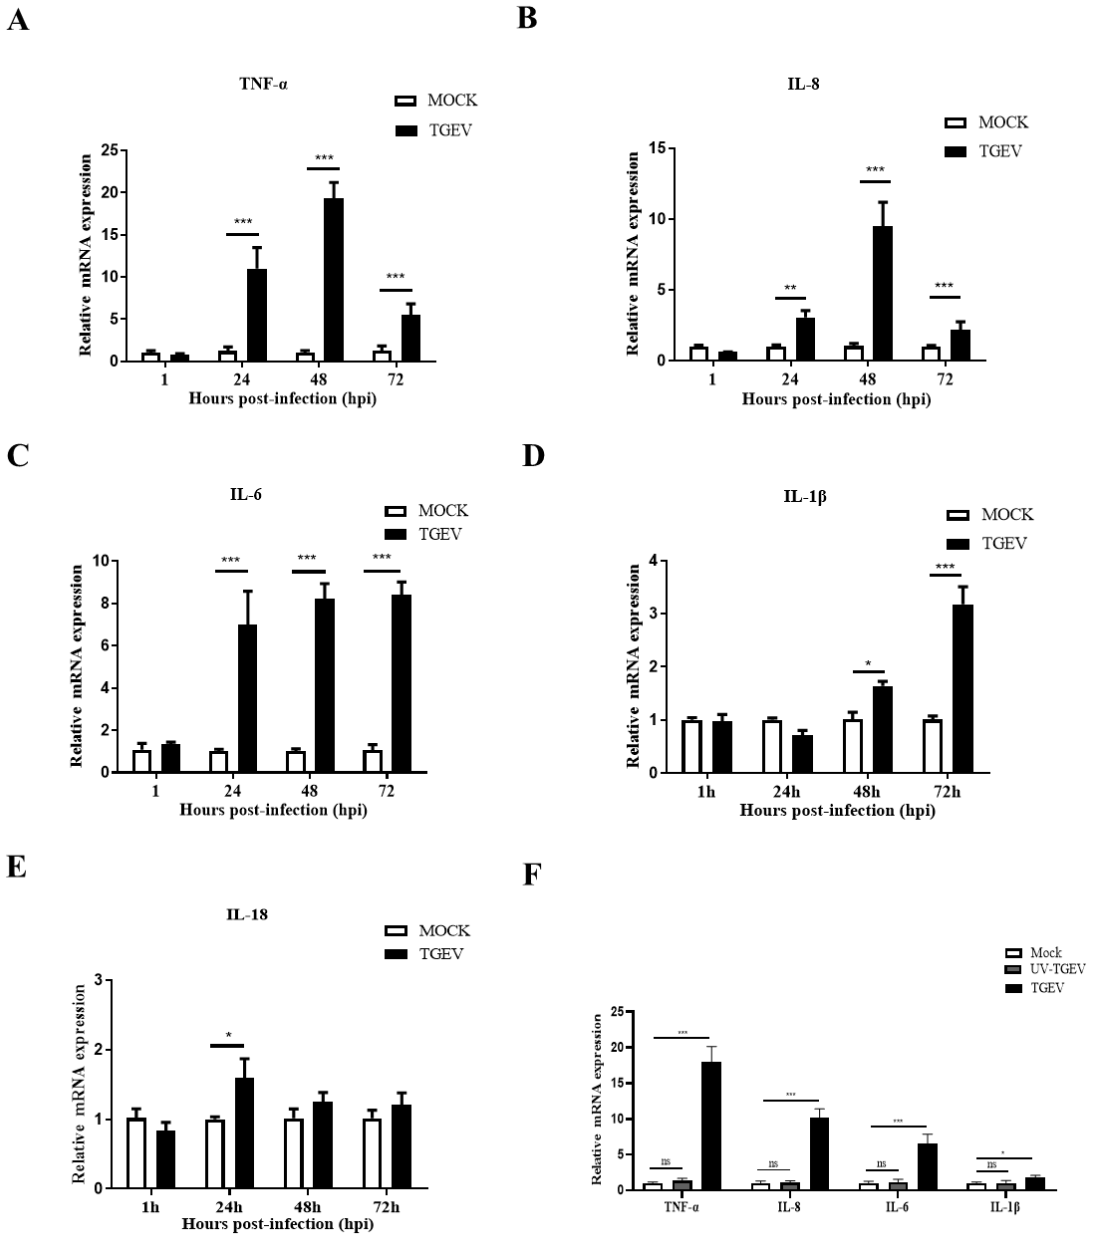 A
TNF-α
MOCK
TGEV
Relative mRNA expression
25
20
15
10
5
0
***
***
***
1 24 48 72
Hours post-infection (hpi)
B
IL-8
MOCK
TGEV
Relative mRNA expression
15
10
5
0
**
***
***
1 24 48 72
Hours post-infection (hpi)
C
IL-6
MOCK
TGEV
Relative mRNA expression
10
8
6
4
2
0
***
***
***
1 24 48 72
Hours post-infection (hpi)
D
IL-1β
MOCK
TGEV
Relative mRNA expression
4
3
2
1
0
*
***
1h 24h 48h 72h
Hours post-infection (hpi)
E
IL-18
MOCK
TGEV
Relative mRNA expression
3
2
1
0
*
1h 24h 48h 72h
Hours post-infection (hpi)
F
Mock
UV-TGEV
TGEV
Relative mRNA expression
25
20
15
10
5
0
***
ns
***
ns
***
ns
*
ns
TNF-α IL-8 IL-6 IL-1β